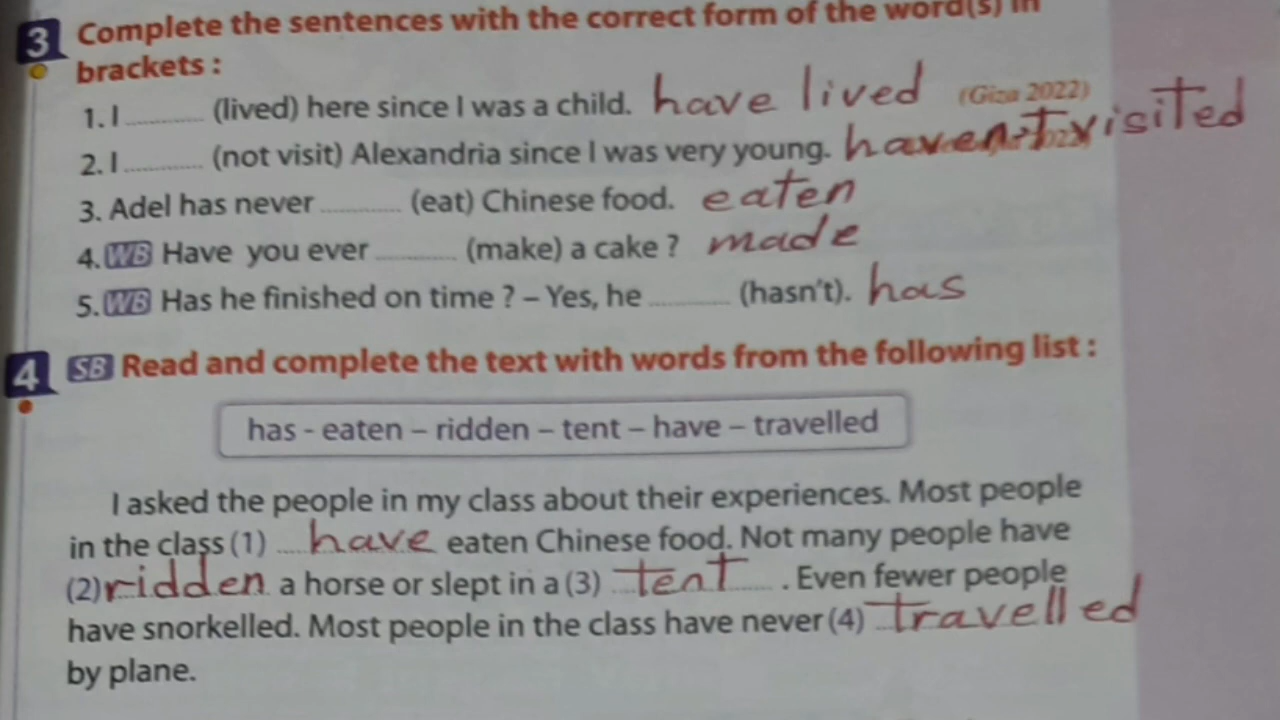 3 Complete the sentences with the correct form of the word(s) in
brackets :
1. I ............ (lived) here since I was a child. have lived (Giza 2022)
2. I ............ (not visit) Alexandria since I was very young. haven't visited
3. Adel has never ............ (eat) Chinese food. eaten
4. WB Have you ever ............ (make) a cake ? made
5. WB Has he finished on time ? – Yes, he ............ (hasn't). has
4 SB Read and complete the text with words from the following list :
has - eaten – ridden – tent – have – travelled
I asked the people in my class about their experiences. Most people
in the class (1) have eaten Chinese food. Not many people have
(2) ridden a horse or slept in a (3) tent . Even fewer people
have snorkelled. Most people in the class have never (4) travelled
by plane.